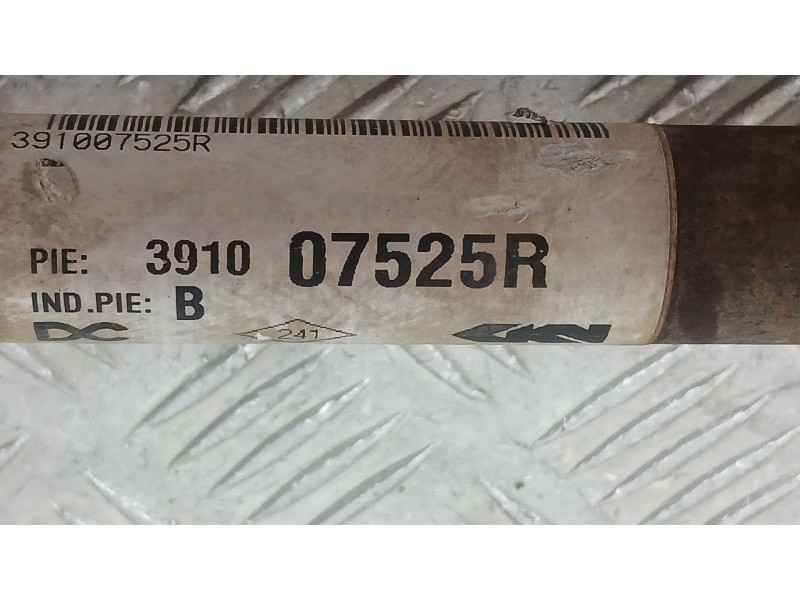 391007525R
PIE: 3910 07525R
IND.PIE: B
DC 241 GKN